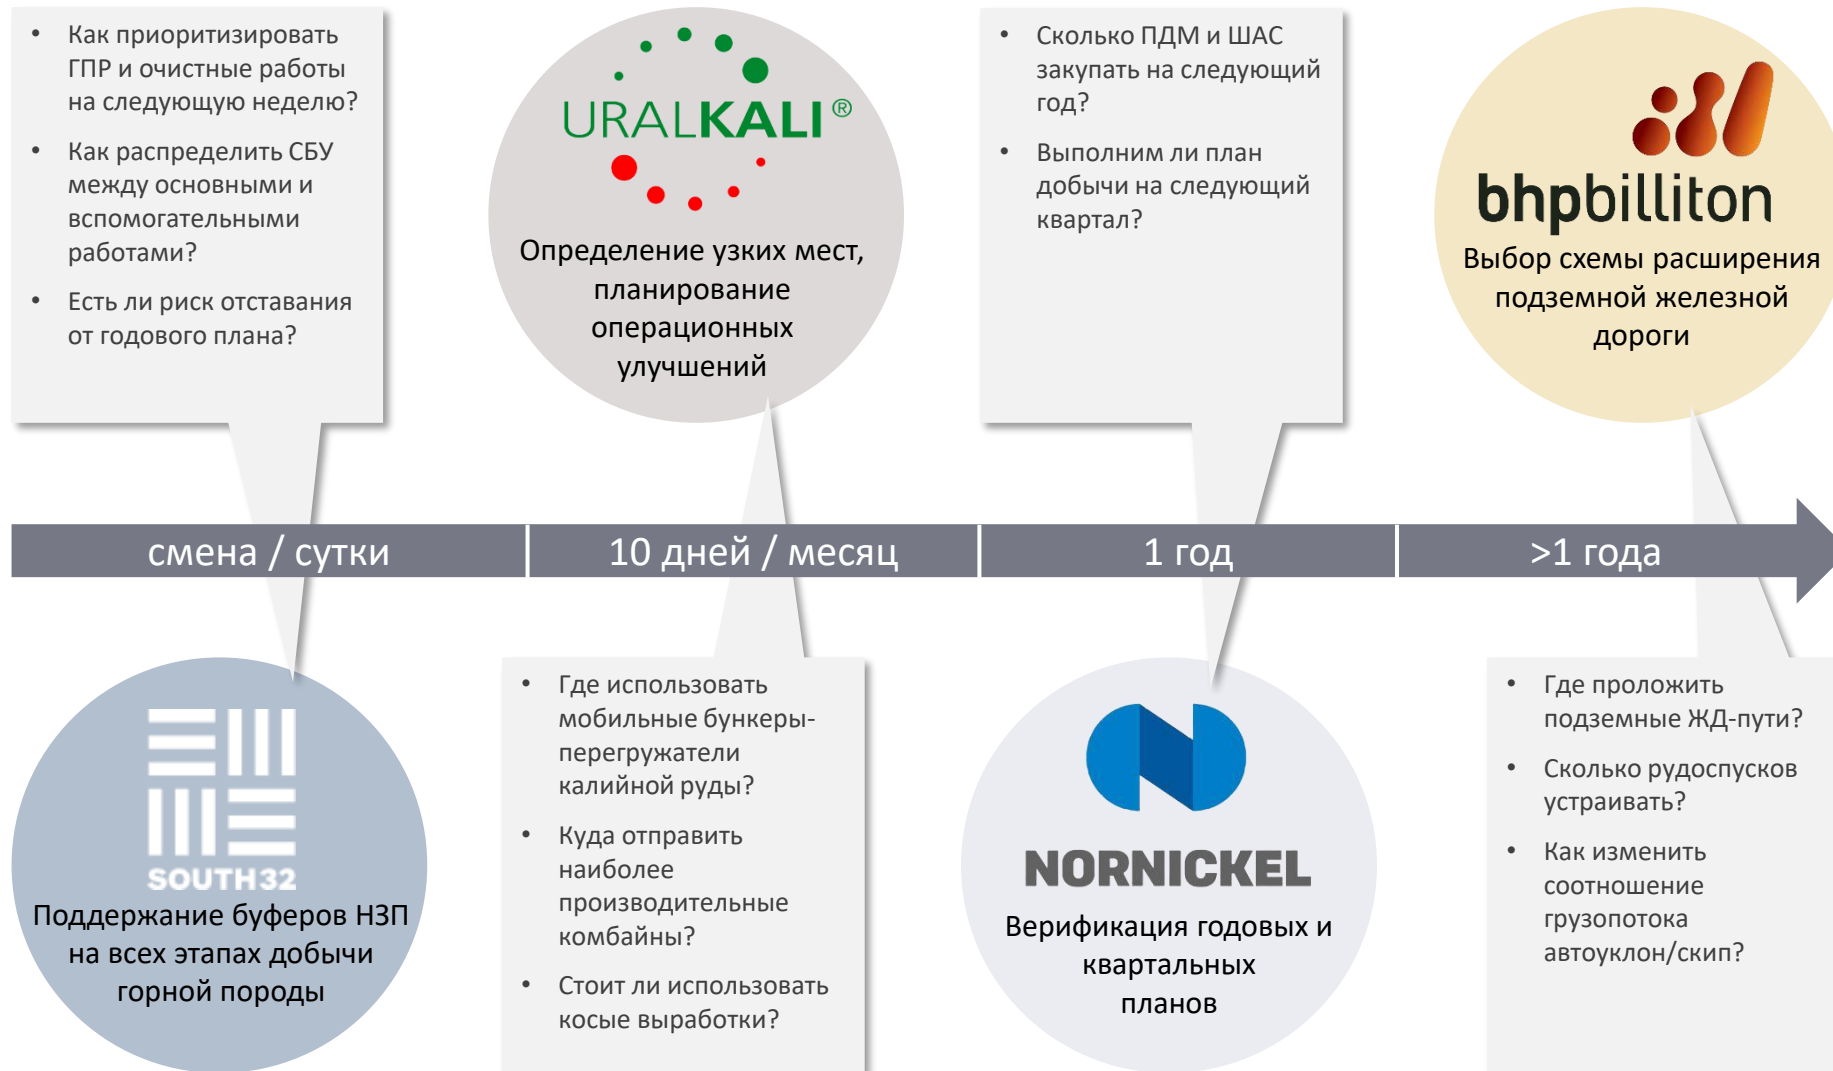 • Как приоритизировать
ГПР и очистные работы
на следующую неделю?
• Как распределить СБУ
между основными и
вспомогательными
работами?
• Есть ли риск отставания
от годового плана?
URALKALI®
Определение узких мест,
планирование
операционных
улучшений
• Сколько ПДМ и ШАС
закупать на следующий
год?
• Выполним ли план
добычи на следующий
квартал?
bhpbilliton
Выбор схемы расширения
подземной железной
дороги
смена / сутки
10 дней / месяц
1 год
>1 года
SOUTH32
Поддержание буферов НЗП
на всех этапах добычи
горной породы
• Где использовать
мобильные бункеры-
перегружатели
калийной руды?
• Куда отправить
наиболее
производительные
комбайны?
• Стоит ли использовать
косые выработки?
NORNICKEL
Верификация годовых и
квартальных
планов
• Где проложить
подземные ЖД-пути?
• Сколько рудоспусков
устраивать?
• Как изменить
соотношение
грузопотока
автоуклон/скип?